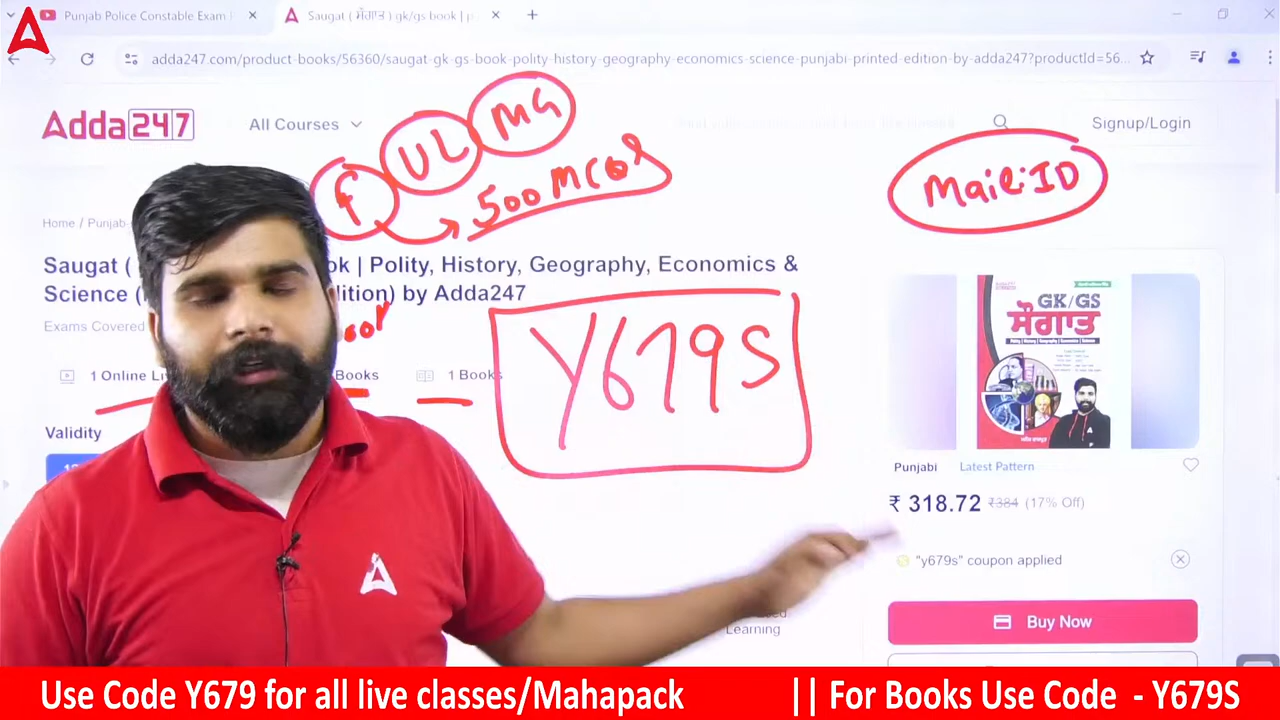 Punjab Police Constable Exam
Saugat ( ਸੌਗਾਤ ) gk/gs book | p
adda247.com/product-books/56360/saugat-gk-gs-book-polity-history-geography-economics-science-punjabi-printed-edition-by-adda247?productId=56...
Adda247
All Courses
Signup/Login
f
UL
MG
500 MCQs
Mail:ID
Home / Punjab-
Saugat ( ok | Polity, History, Geography, Economics &
Science ( dition) by Adda247
Exams Covered
1 Online Li
Books
1 Books
Validity
Y679S
GK/GS
ਸੌਗਾਤ
Punjabi Latest Pattern
₹ 318.72 ₹384 (17% Off)
"y679s" coupon applied
Buy Now
Learning
Use Code Y679 for all live classes/Mahapack || For Books Use Code - Y679S